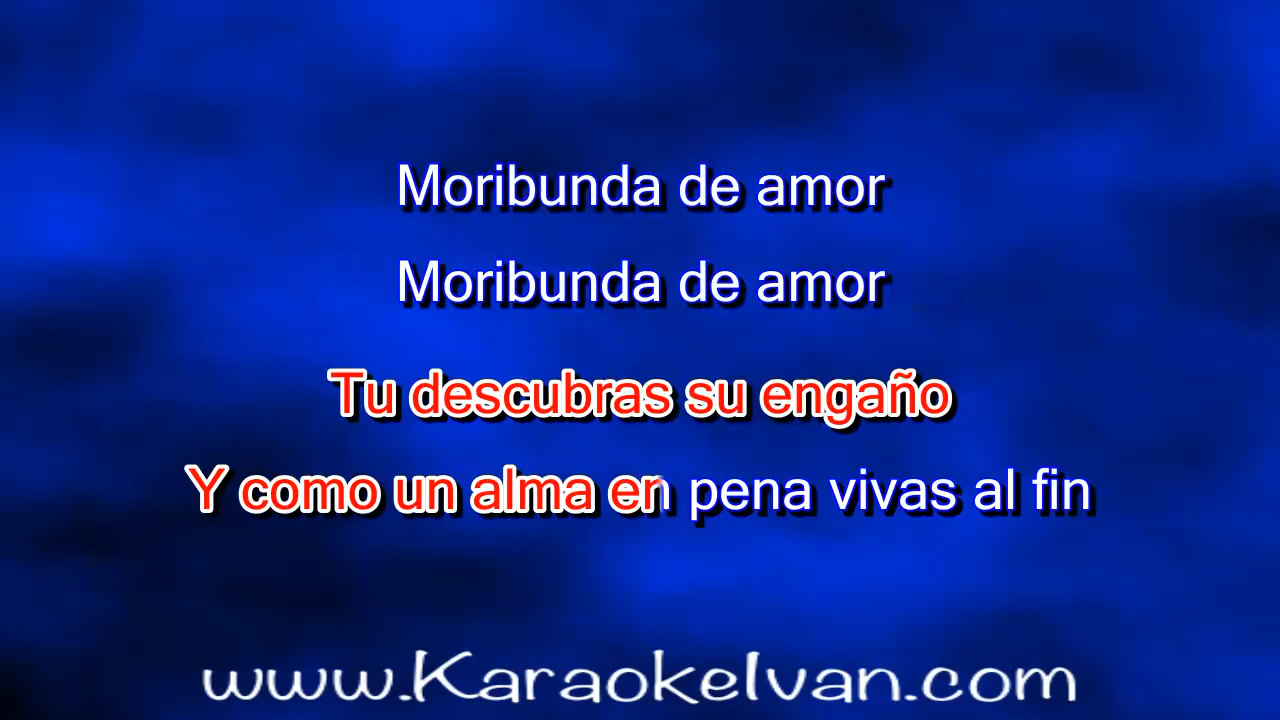 Moribunda de amor
Moribunda de amor
Tu descubras su engaño
Y como un alma en pena vivas al fin
www.KaraokeIvan.com